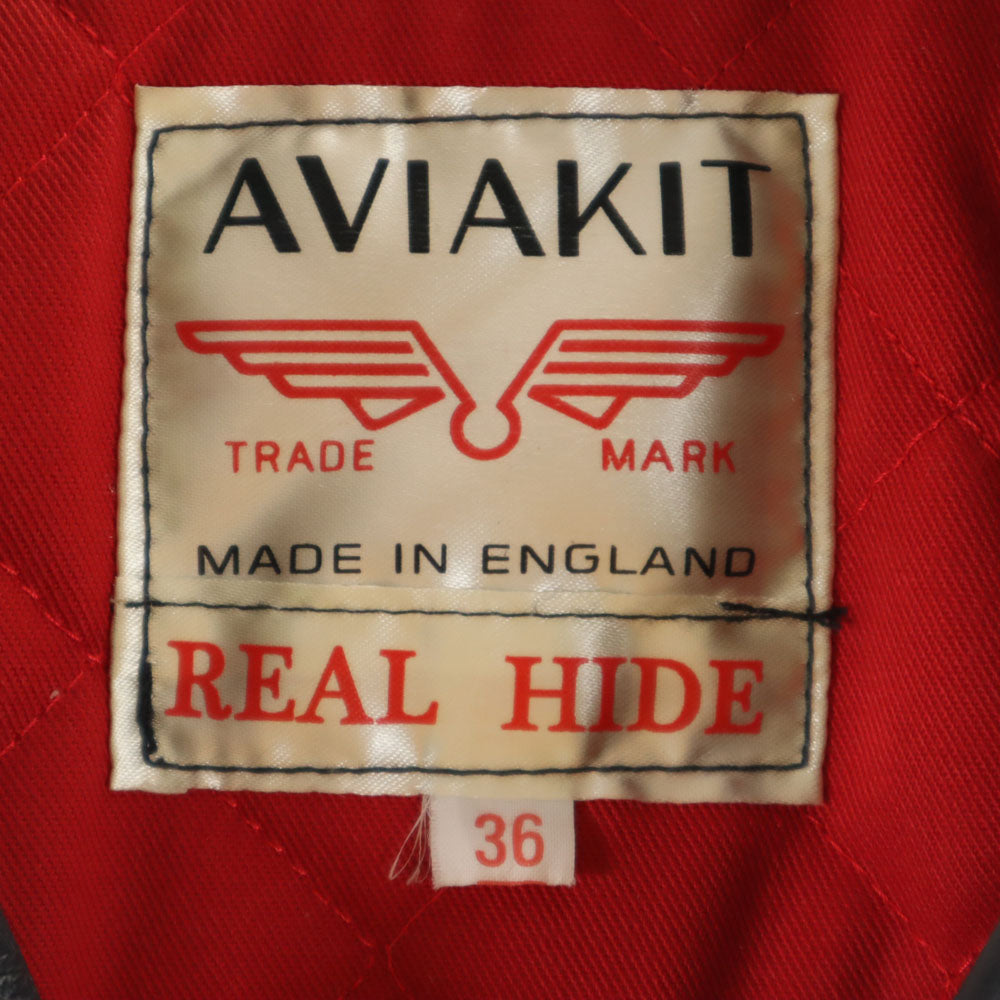 AVIAKIT
TRADE MARK
MADE IN ENGLAND
REAL HIDE
36